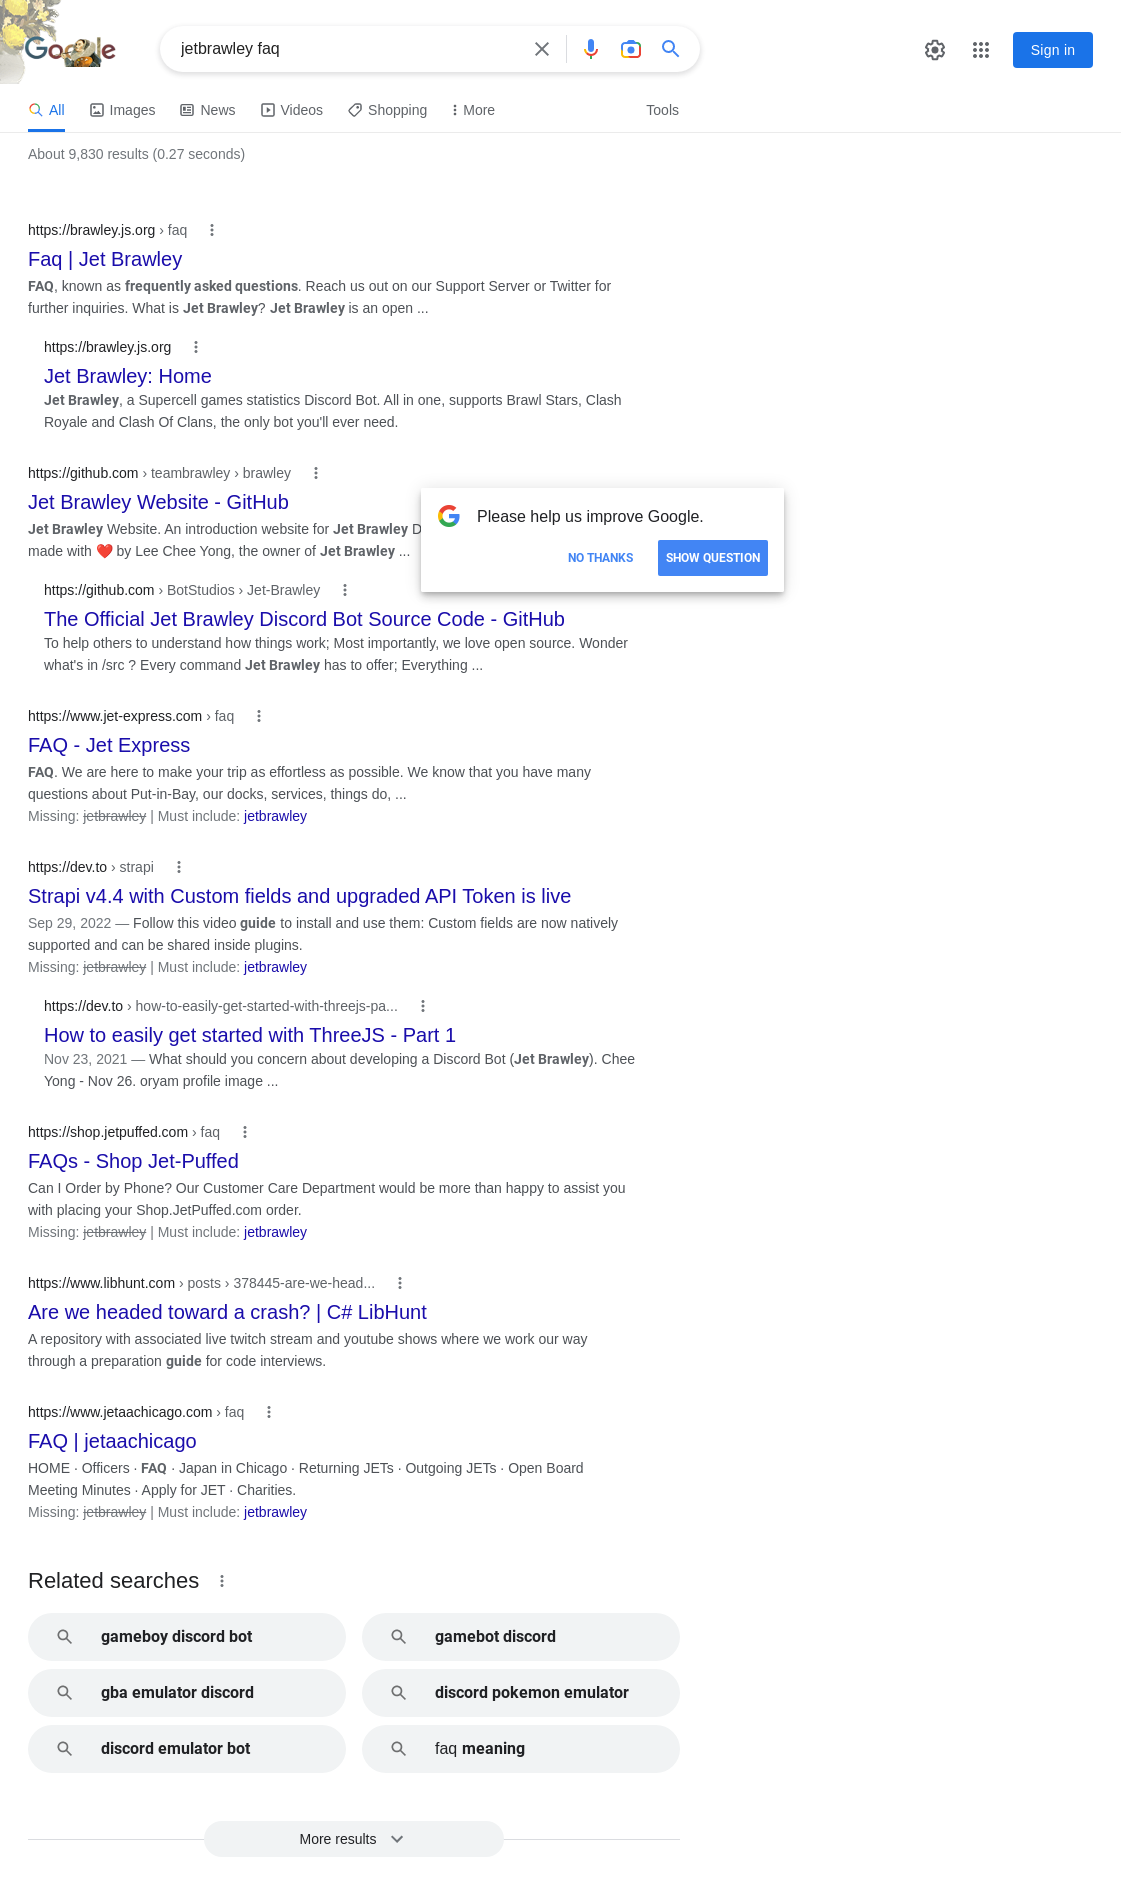 Google
jetbrawley faq
Sign in
All
Images
News
Videos
Shopping
More
Tools
About 9,830 results (0.27 seconds)
https://brawley.js.org › faq
Faq | Jet Brawley
FAQ, known as frequently asked questions. Reach us out on our Support Server or Twitter for
further inquiries. What is Jet Brawley? Jet Brawley is an open ...
https://brawley.js.org
Jet Brawley: Home
Jet Brawley, a Supercell games statistics Discord Bot. All in one, supports Brawl Stars, Clash
Royale and Clash Of Clans, the only bot you'll ever need.
https://github.com › teambrawley › brawley
Jet Brawley Website - GitHub
Jet Brawley Website. An introduction website for Jet Brawley D
made with ❤️ by Lee Chee Yong, the owner of Jet Brawley ...
Please help us improve Google.
NO THANKS
SHOW QUESTION
https://github.com › BotStudios › Jet-Brawley
The Official Jet Brawley Discord Bot Source Code - GitHub
To help others to understand how things work; Most importantly, we love open source. Wonder
what's in /src ? Every command Jet Brawley has to offer; Everything ...
https://www.jet-express.com › faq
FAQ - Jet Express
FAQ. We are here to make your trip as effortless as possible. We know that you have many
questions about Put-in-Bay, our docks, services, things do, ...
Missing: jetbrawley | Must include: jetbrawley
https://dev.to › strapi
Strapi v4.4 with Custom fields and upgraded API Token is live
Sep 29, 2022 — Follow this video guide to install and use them: Custom fields are now natively
supported and can be shared inside plugins.
Missing: jetbrawley | Must include: jetbrawley
https://dev.to › how-to-easily-get-started-with-threejs-pa...
How to easily get started with ThreeJS - Part 1
Nov 23, 2021 — What should you concern about developing a Discord Bot (Jet Brawley). Chee
Yong - Nov 26. oryam profile image ...
https://shop.jetpuffed.com › faq
FAQs - Shop Jet-Puffed
Can I Order by Phone? Our Customer Care Department would be more than happy to assist you
with placing your Shop.JetPuffed.com order.
Missing: jetbrawley | Must include: jetbrawley
https://www.libhunt.com › posts › 378445-are-we-head...
Are we headed toward a crash? | C# LibHunt
A repository with associated live twitch stream and youtube shows where we work our way
through a preparation guide for code interviews.
https://www.jetaachicago.com › faq
FAQ | jetaachicago
HOME · Officers · FAQ · Japan in Chicago · Returning JETs · Outgoing JETs · Open Board
Meeting Minutes · Apply for JET · Charities.
Missing: jetbrawley | Must include: jetbrawley
Related searches
gameboy discord bot
gamebot discord
gba emulator discord
discord pokemon emulator
discord emulator bot
faq meaning
More results